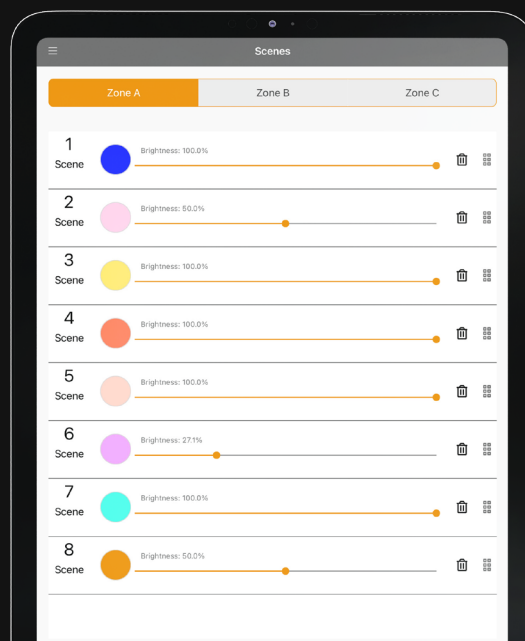 Scenes
Zone A Zone B Zone C
1
Scene
Brightness: 100.0%
2
Scene
Brightness: 50.0%
3
Scene
Brightness: 100.0%
4
Scene
Brightness: 100.0%
5
Scene
Brightness: 100.0%
6
Scene
Brightness: 27.1%
7
Scene
Brightness: 100.0%
8
Scene
Brightness: 50.0%